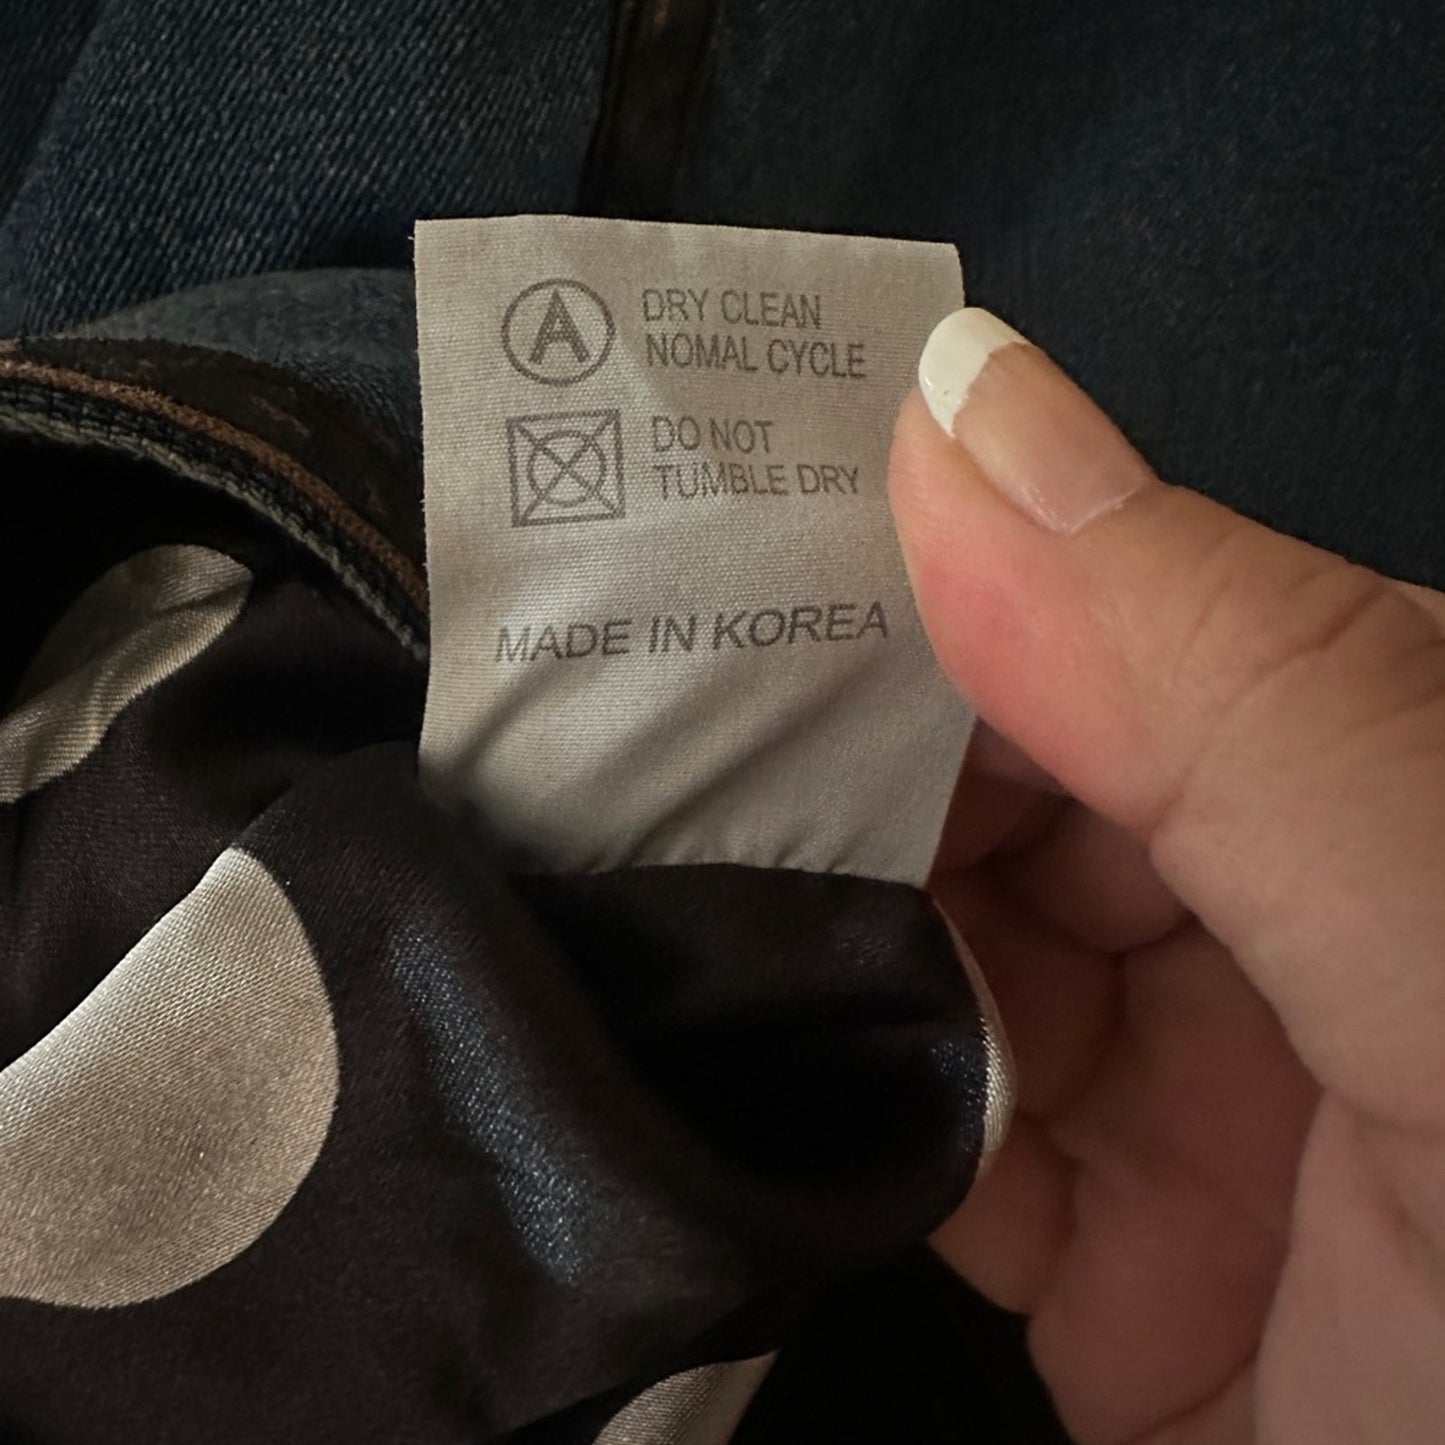 A DRY CLEAN
NOMAL CYCLE
DO NOT
TUMBLE DRY
MADE IN KOREA